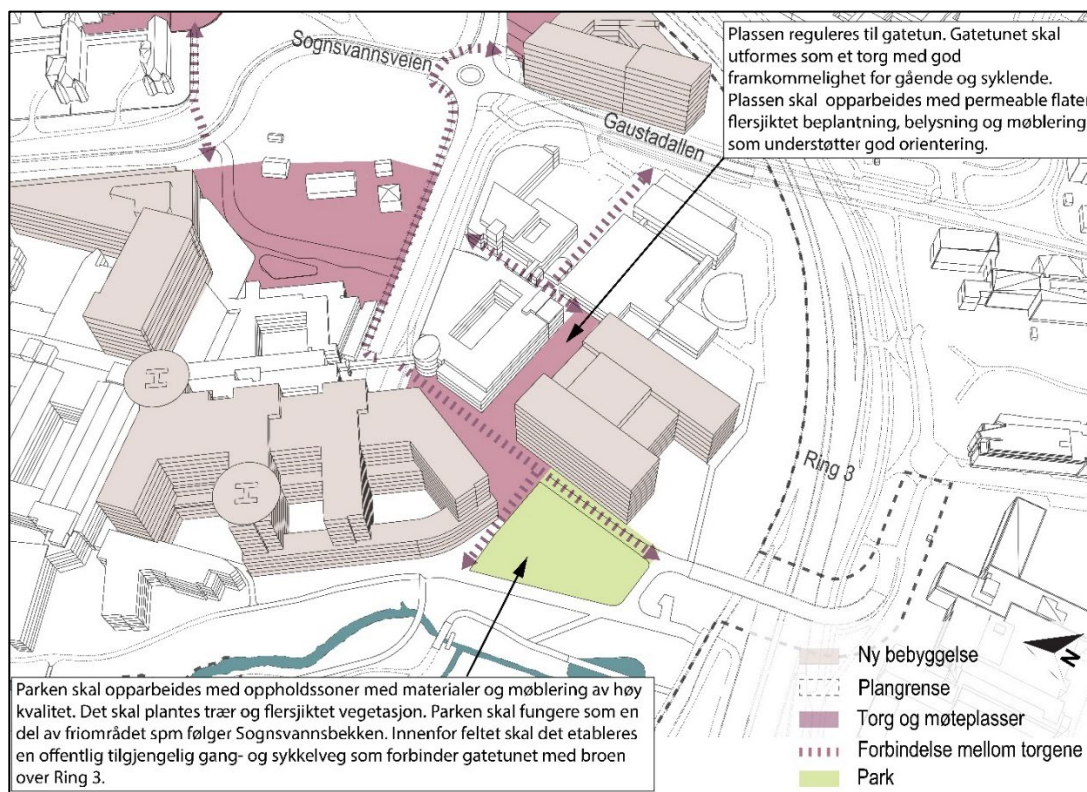 Plassen reguleres til gatetun. Gatetunet skal
utformes som et torg med god
framkommelighet for gående og syklende.
Plassen skal opparbeides med permeable flater
flersjiktet beplantning, belysning og møblering
som understøtter god orientering.
Sognsvannsveien
Gaustadallen
H
H
Ring 3
N
Ny bebyggelse
Plangrense
Torg og møteplasser
Forbindelse mellom torgene
Park
Parken skal opparbeides med oppholdssoner med materialer og møblering av høy
kvalitet. Det skal plantes trær og flersjiktet vegetasjon. Parken skal fungere som en
del av friområdet spm følger Sognsvannsbekken. Innenfor feltet skal det etableres
en offentlig tilgjengelig gang- og sykkelveg som forbinder gatetunet med broen
over Ring 3.